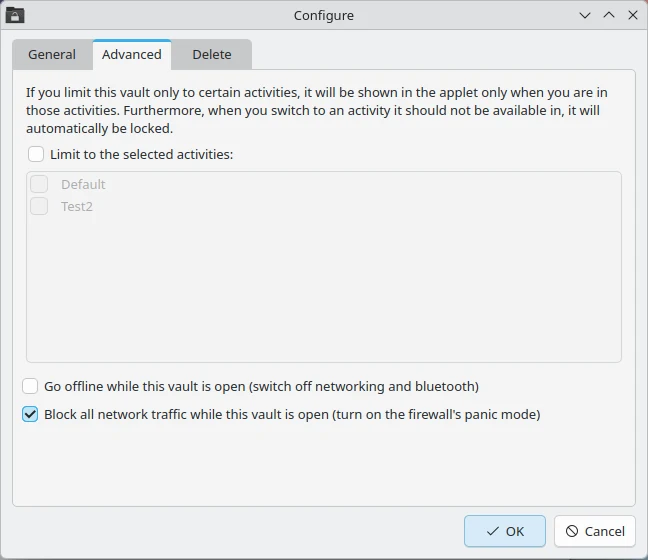 Configure
General
Advanced
Delete
If you limit this vault only to certain activities, it will be shown in the applet only when you are in
those activities. Furthermore, when you switch to an activity it should not be available in, it will
automatically be locked.
Limit to the selected activities:
Default
Test2
Go offline while this vault is open (switch off networking and bluetooth)
Block all network traffic while this vault is open (turn on the firewall's panic mode)
OK
Cancel